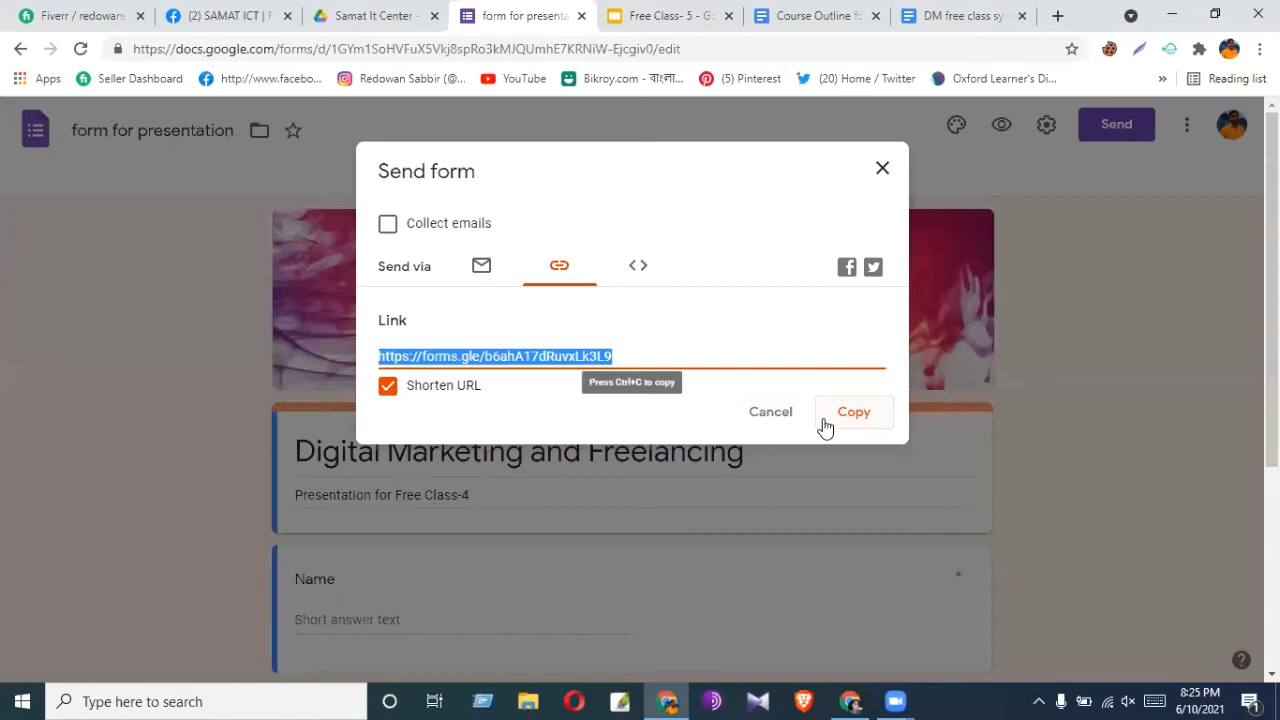 Fiverr / redowans
(2)SAMAT ICT | F
Samat It Center -
form for presenta
Free Class- 5 - G
Course Outline fo
DM free class sy
https://docs.google.com/forms/d/1GYm1SoHVFuX5Vkj8spRo3kMJQUmhE7KRNiW-Ejcgiv0/edit
Apps
Seller Dashboard
http://www.facebo...
Redowan Sabbir (@...
YouTube
Bikroy.com - বাংলা...
(5) Pinterest
(20) Home / Twitter
Oxford Learner's Di...
»
Reading list
form for presentation
Send
Send form
Collect emails
Send via
Link
https://forms.gle/b6ahA17dRuvxLk3L9
Press Ctrl+C to copy
Shorten URL
Cancel
Copy
Digital Marketing and Freelancing
Presentation for Free Class-4
Name
*
Short answer text
Type here to search
8:25 PM
6/10/2021